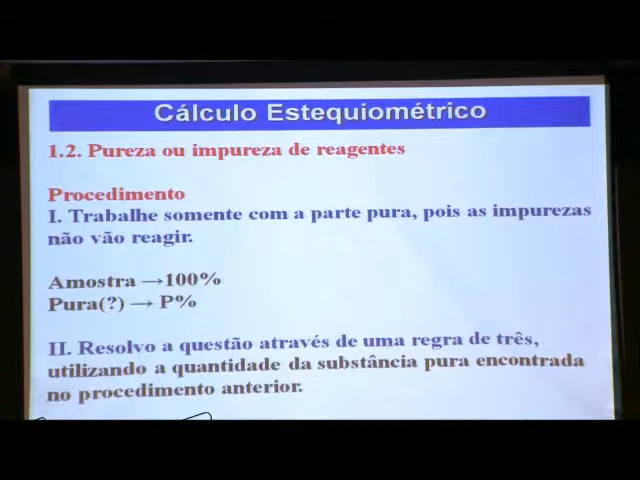 Cálculo Estequiométrico
1.2. Pureza ou impureza de reagentes
Procedimento
I. Trabalhe somente com a parte pura, pois as impurezas
não vão reagir.
Amostra →100%
Pura(?) → P%
II. Resolvo a questão através de uma regra de três,
utilizando a quantidade da substância pura encontrada
no procedimento anterior.